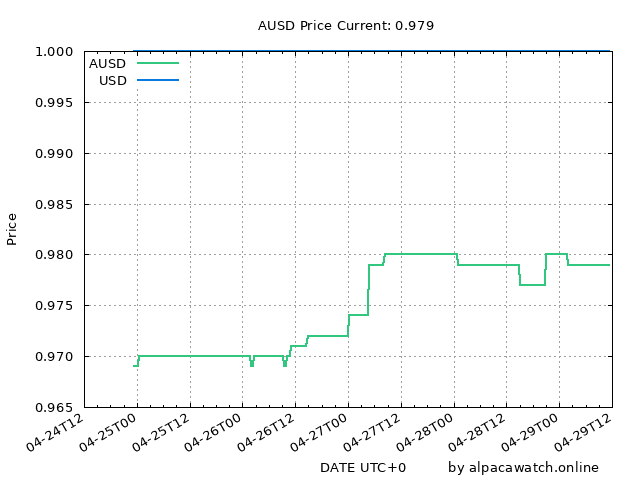 AUSD Price Current: 0.979
1.000
AUSD
USD
0.995
0.990
0.985
0.980
0.975
0.970
0.965
Price
04-24T12
04-25T00
04-25T12
04-26T00
04-26T12
04-27T00
04-27T12
04-28T00
04-28T12
04-29T00
04-29T12
DATE UTC+0
by alpacawatch.online